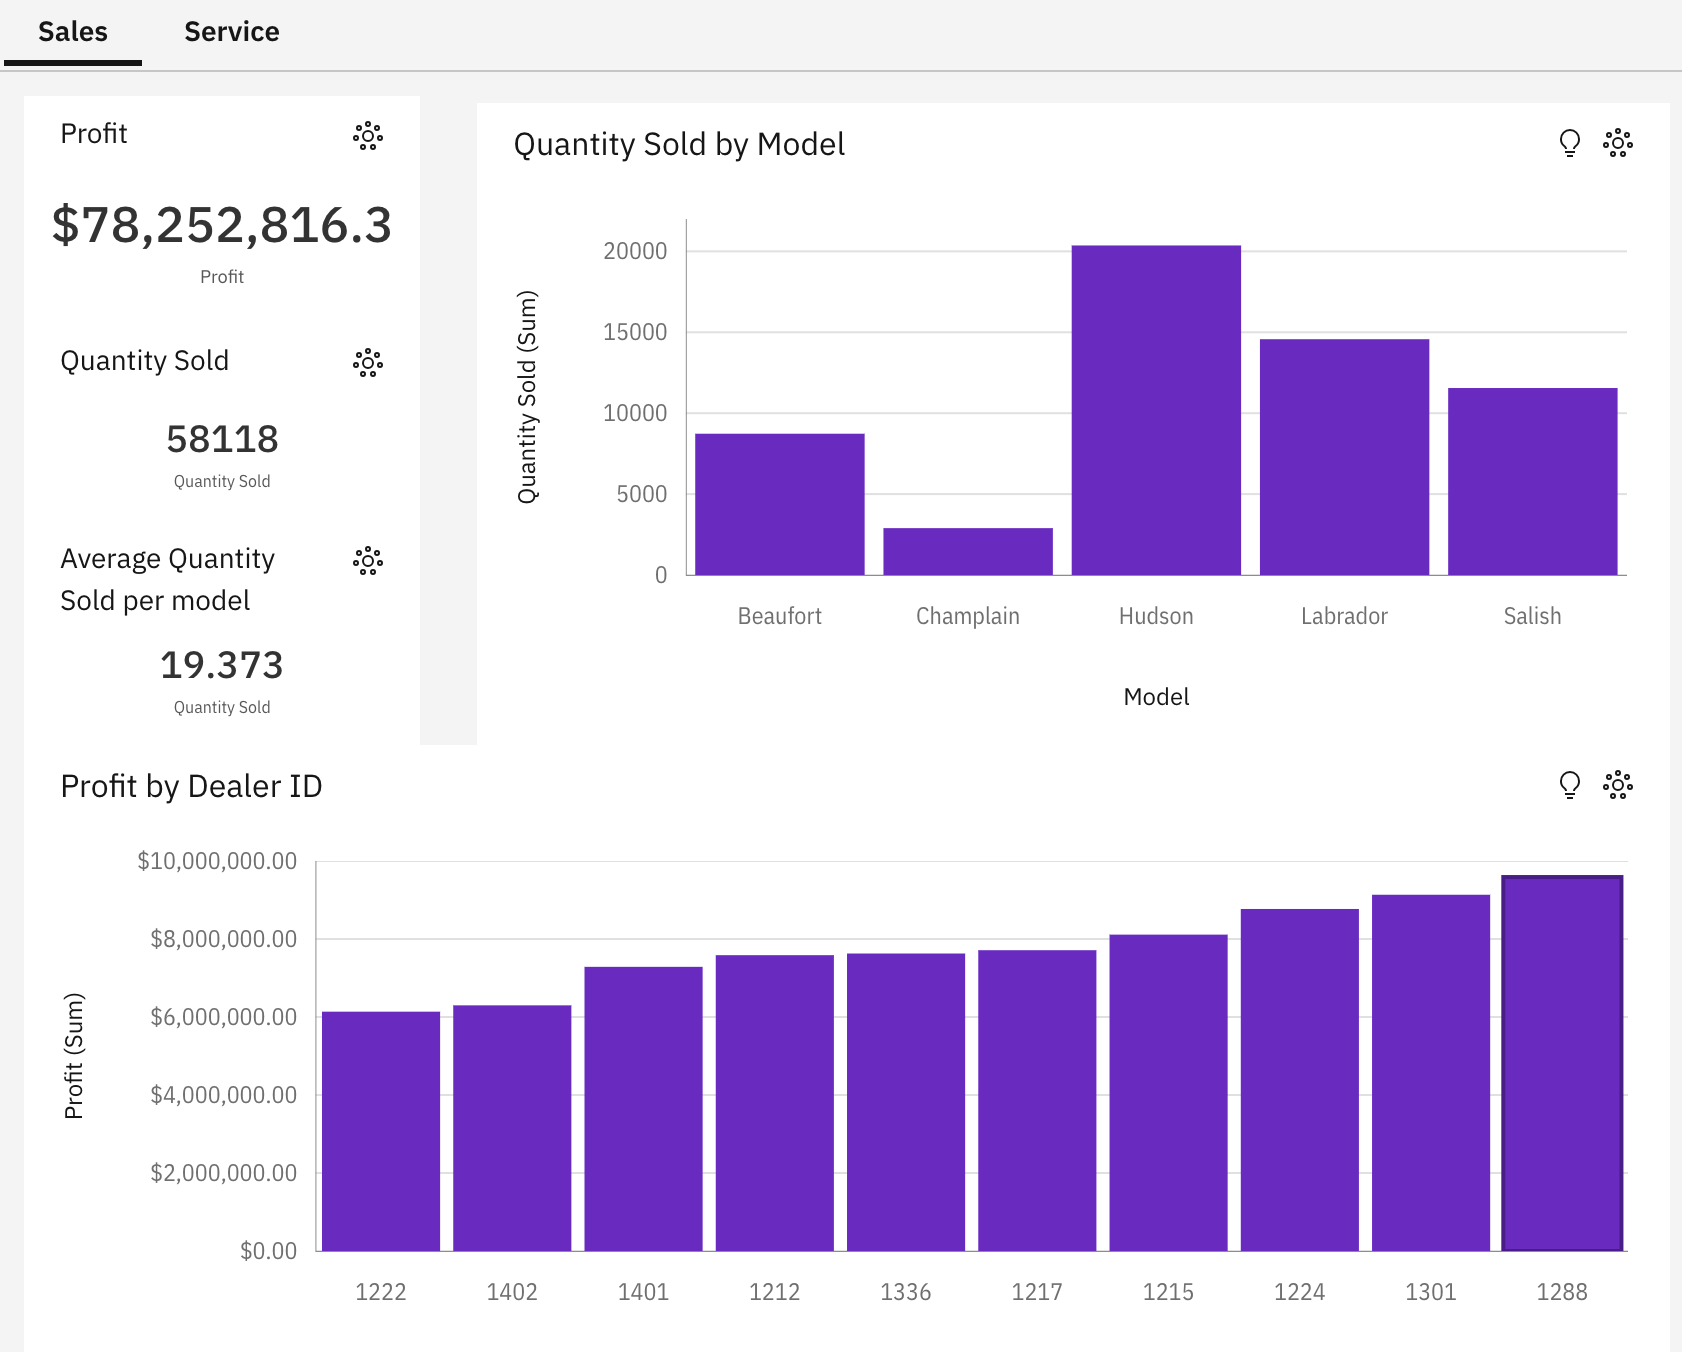 Sales Service
Profit
$78,252,816.3
Profit
Quantity Sold
58118
Quantity Sold
Average Quantity
Sold per model
19.373
Quantity Sold
Quantity Sold by Model
Quantity Sold (Sum)
20000
15000
10000
5000
0
Beaufort Champlain Hudson Labrador Salish
Model
Profit by Dealer ID
Profit (Sum)
$10,000,000.00
$8,000,000.00
$6,000,000.00
$4,000,000.00
$2,000,000.00
$0.00
1222 1402 1401 1212 1336 1217 1215 1224 1301 1288